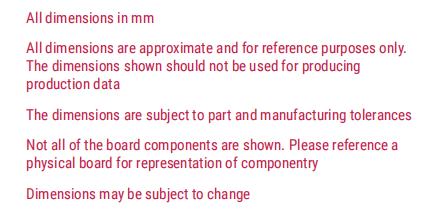 All dimensions in mm
All dimensions are approximate and for reference purposes only.
The dimensions shown should not be used for producing
production data
The dimensions are subject to part and manufacturing tolerances
Not all of the board components are shown. Please reference a
physical board for representation of componentry
Dimensions may be subject to change